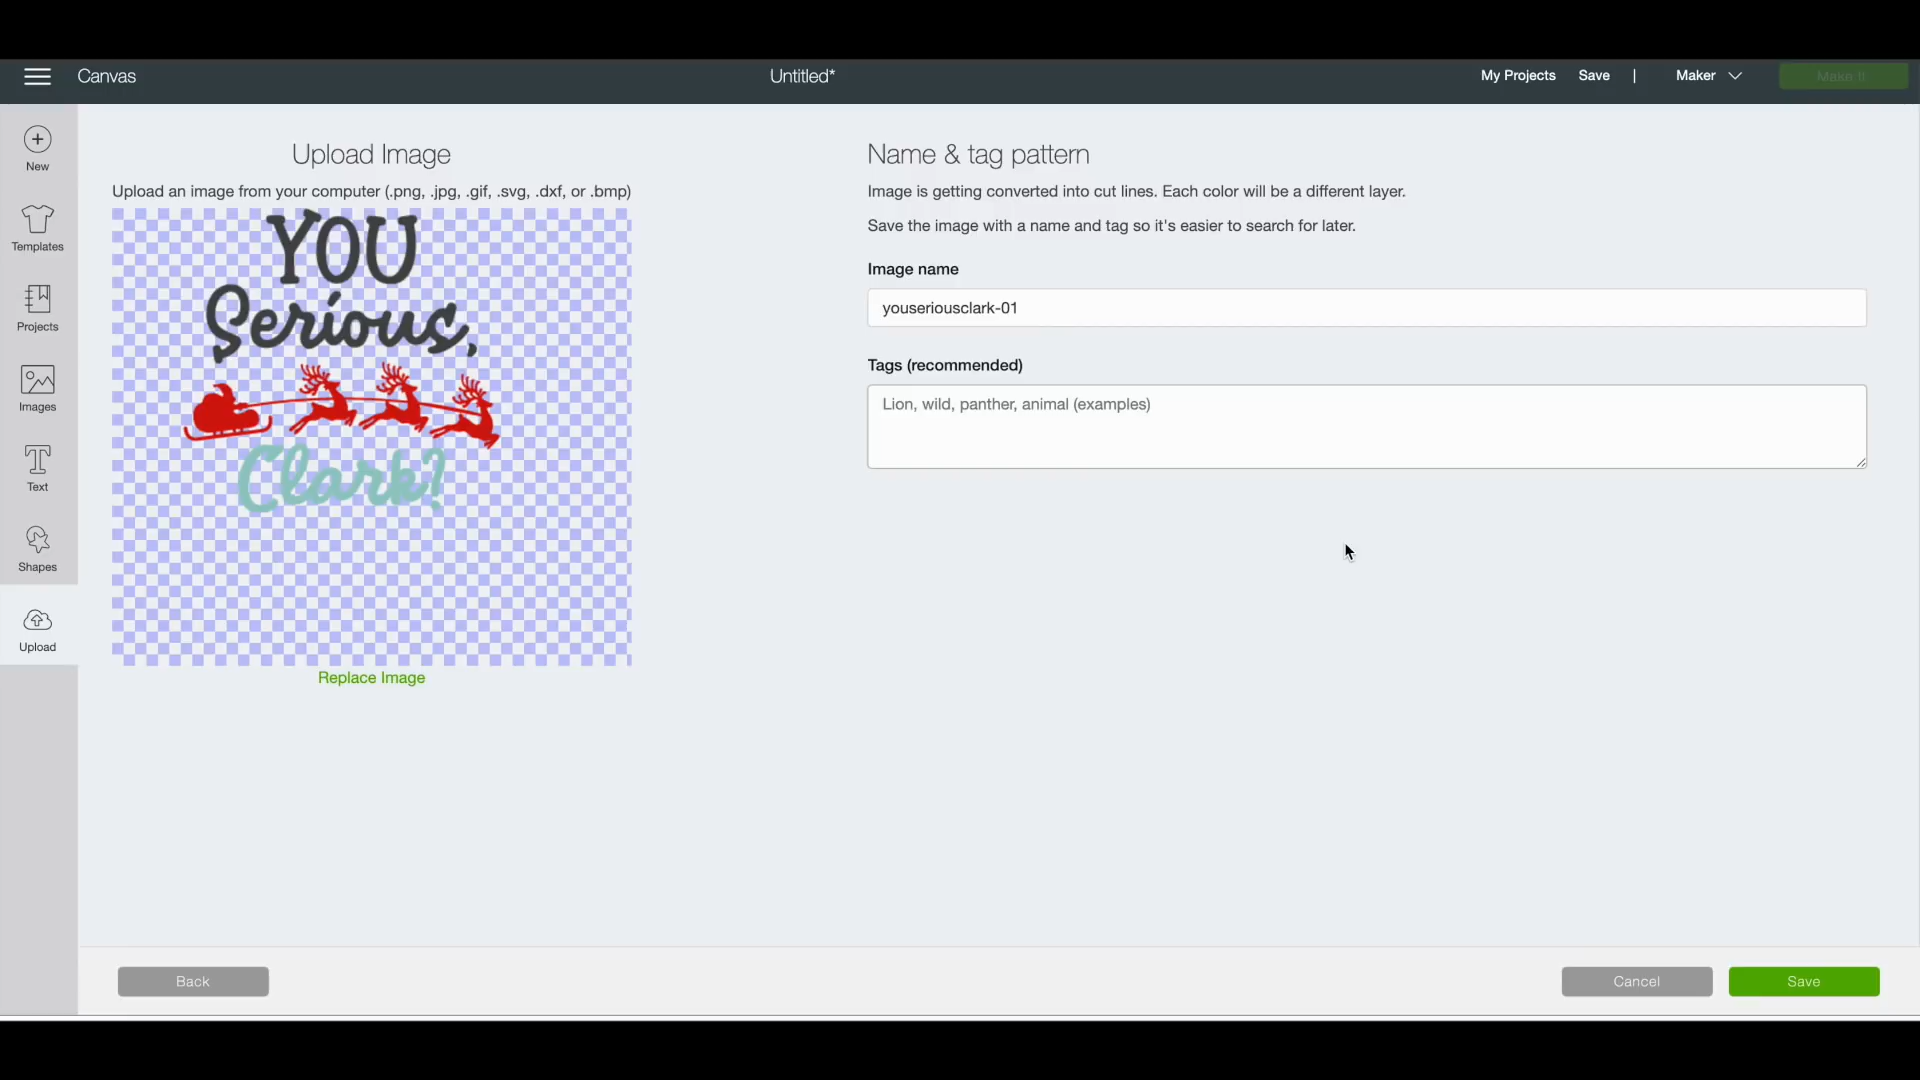 Canvas
Untitled*
My Projects
Save
|
Maker
Make It
New
Templates
Projects
Images
Text
Shapes
Upload
Upload Image
Upload an image from your computer (.png, .jpg, .gif, .svg, .dxf, or .bmp)
YOU
Serious,
Clark?
Replace Image
Name & tag pattern
Image is getting converted into cut lines. Each color will be a different layer.
Save the image with a name and tag so it's easier to search for later.
Image name
youseriousclark-01
Tags (recommended)
Lion, wild, panther, animal (examples)
Back
Cancel
Save